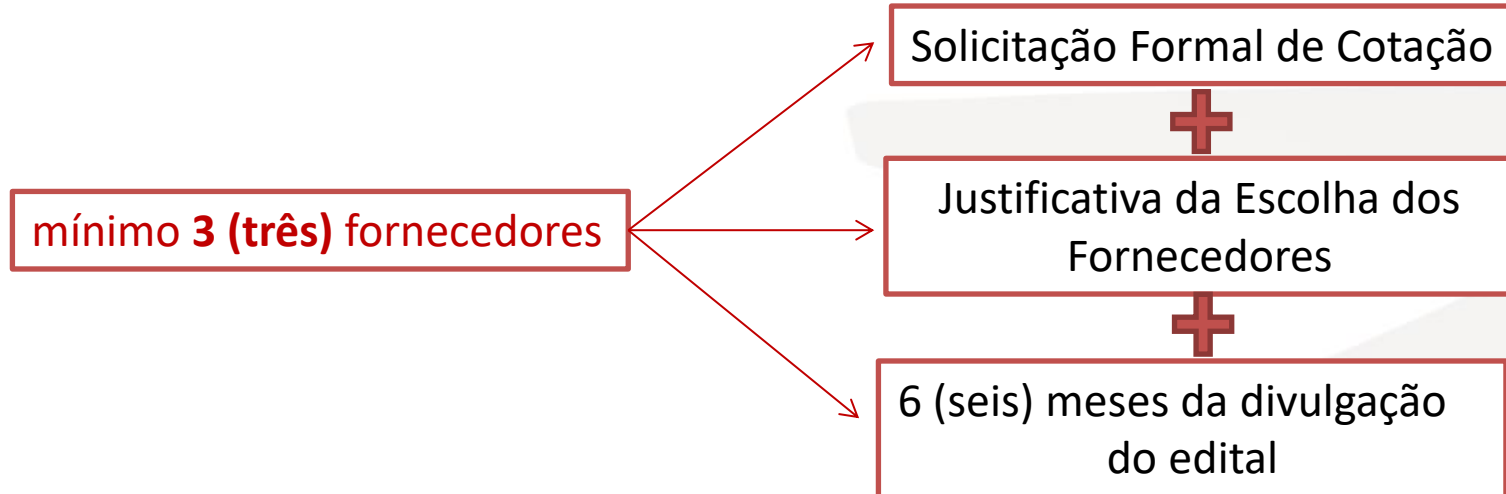 Solicitação Formal de Cotação
mínimo 3 (três) fornecedores
Justificativa da Escolha dos
Fornecedores
6 (seis) meses da divulgação
do edital